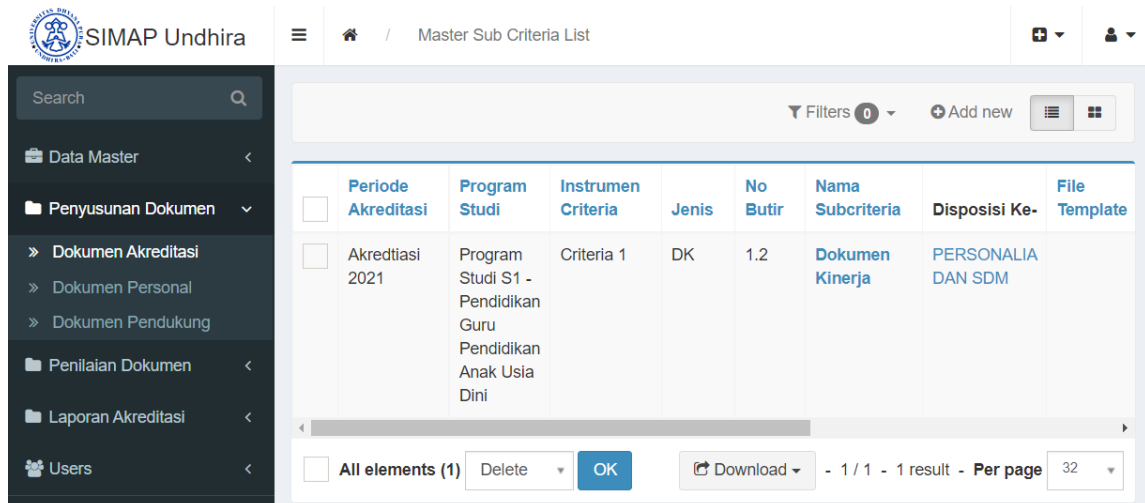 SIMAP Undhira
Master Sub Criteria List
Search
Filters 0
Add new
Data Master
Penyusunan Dokumen
Dokumen Akreditasi
Dokumen Personal
Dokumen Pendukung
Penilaian Dokumen
Laporan Akreditasi
Users
Periode Akreditasi
Program Studi
Instrumen Criteria
Jenis
No Butir
Nama Subcriteria
Disposisi Ke-
File Template
Akredtiasi 2021
Program Studi S1 - Pendidikan Guru Pendidikan Anak Usia Dini
Criteria 1
DK
1.2
Dokumen Kinerja
PERSONALIA DAN SDM
All elements (1)
Delete
OK
Download
- 1 / 1 - 1 result - Per page 32